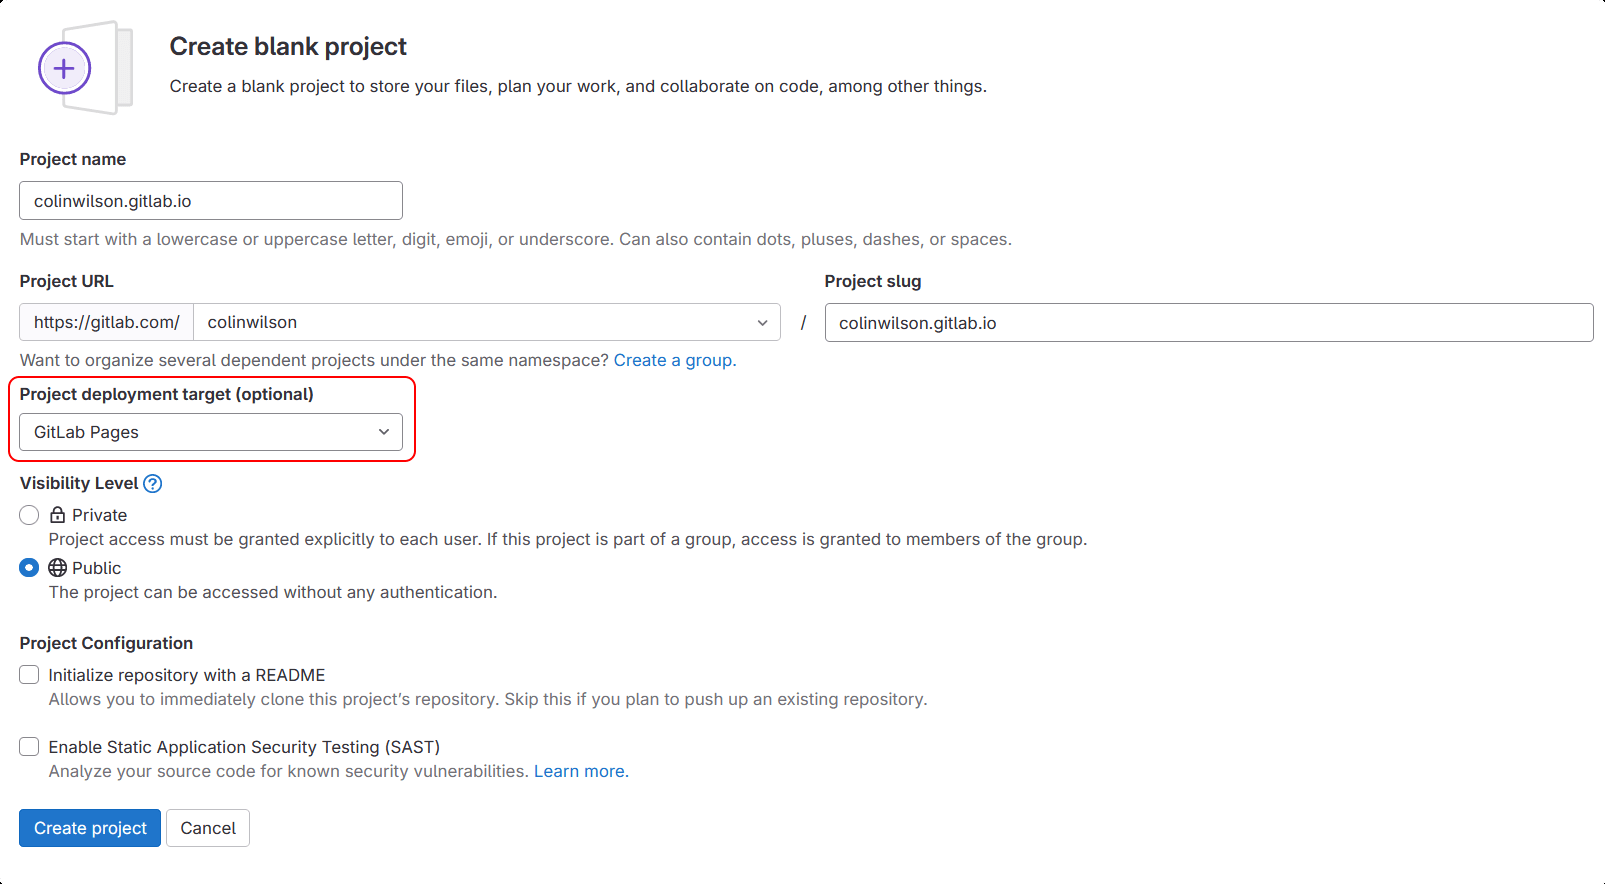 Create blank project
Create a blank project to store your files, plan your work, and collaborate on code, among other things.
Project name
colinwilson.gitlab.io
Must start with a lowercase or uppercase letter, digit, emoji, or underscore. Can also contain dots, pluses, dashes, or spaces.
Project URL
Project slug
https://gitlab.com/ colinwilson / colinwilson.gitlab.io
Want to organize several dependent projects under the same namespace? Create a group.
Project deployment target (optional)
GitLab Pages
Visibility Level ?
Private
Project access must be granted explicitly to each user. If this project is part of a group, access is granted to members of the group.
Public
The project can be accessed without any authentication.
Project Configuration
Initialize repository with a README
Allows you to immediately clone this project’s repository. Skip this if you plan to push up an existing repository.
Enable Static Application Security Testing (SAST)
Analyze your source code for known security vulnerabilities. Learn more.
Create project
Cancel